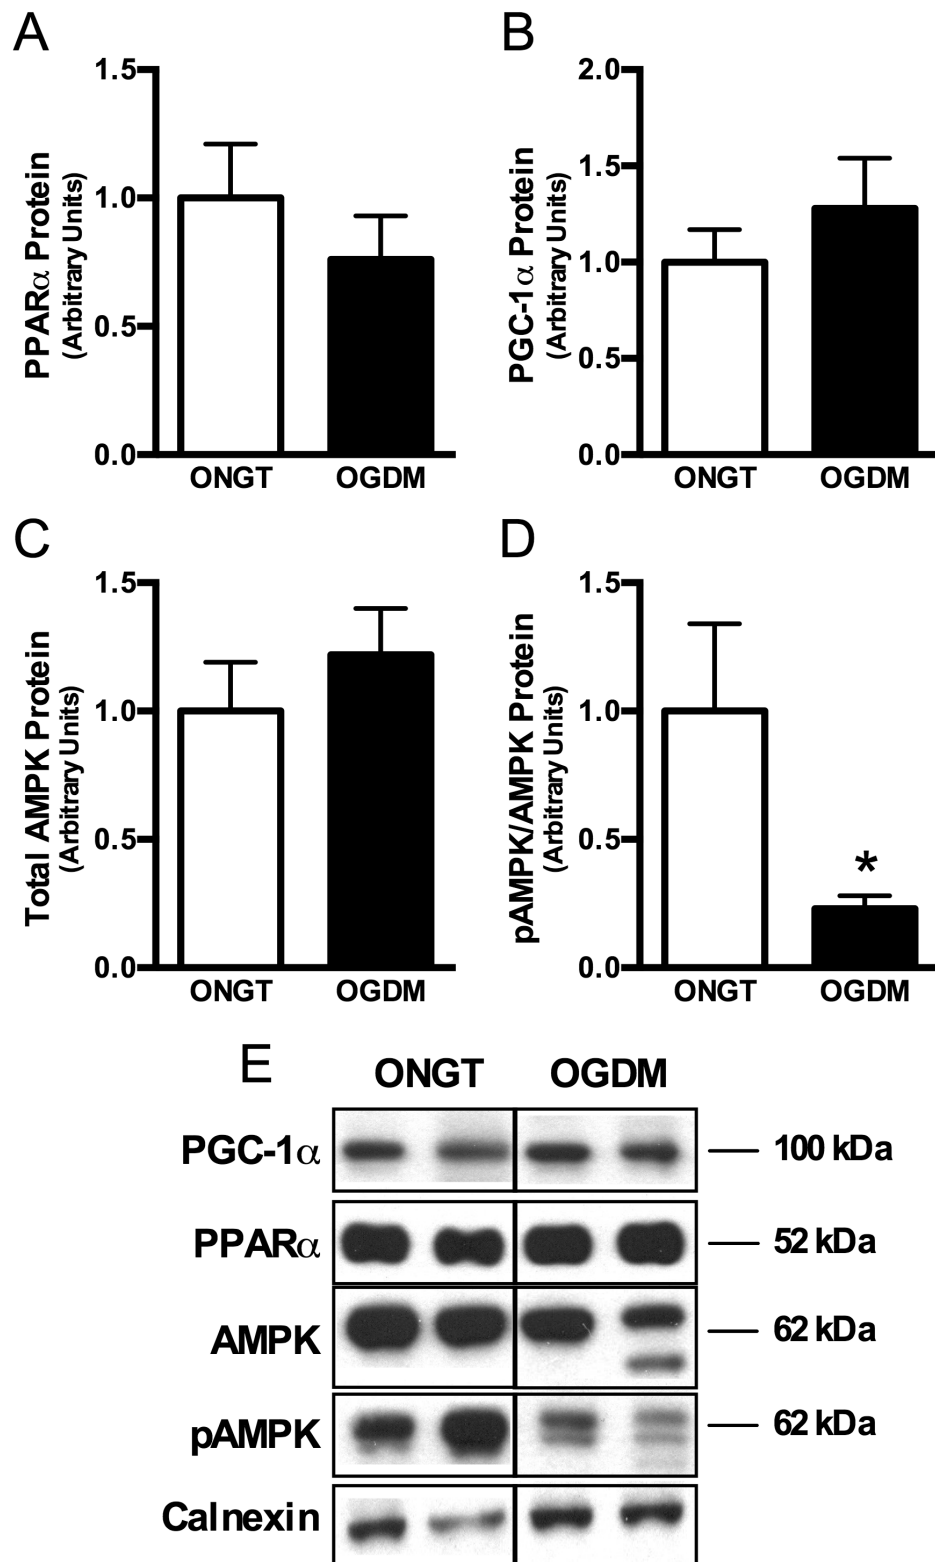 A
PPARα Protein
(Arbitrary Units)
1.5
1.0
0.5
0.0
ONGT OGDM
B
PGC-1α Protein
(Arbitrary Units)
2.0
1.5
1.0
0.5
0.0
ONGT OGDM
C
Total AMPK Protein
(Arbitrary Units)
1.5
1.0
0.5
0.0
ONGT OGDM
D
pAMPK/AMPK Protein
(Arbitrary Units)
1.5
1.0
0.5
0.0
*
ONGT OGDM
E
ONGT OGDM
PGC-1α 100 kDa
PPARα 52 kDa
AMPK 62 kDa
pAMPK 62 kDa
Calnexin